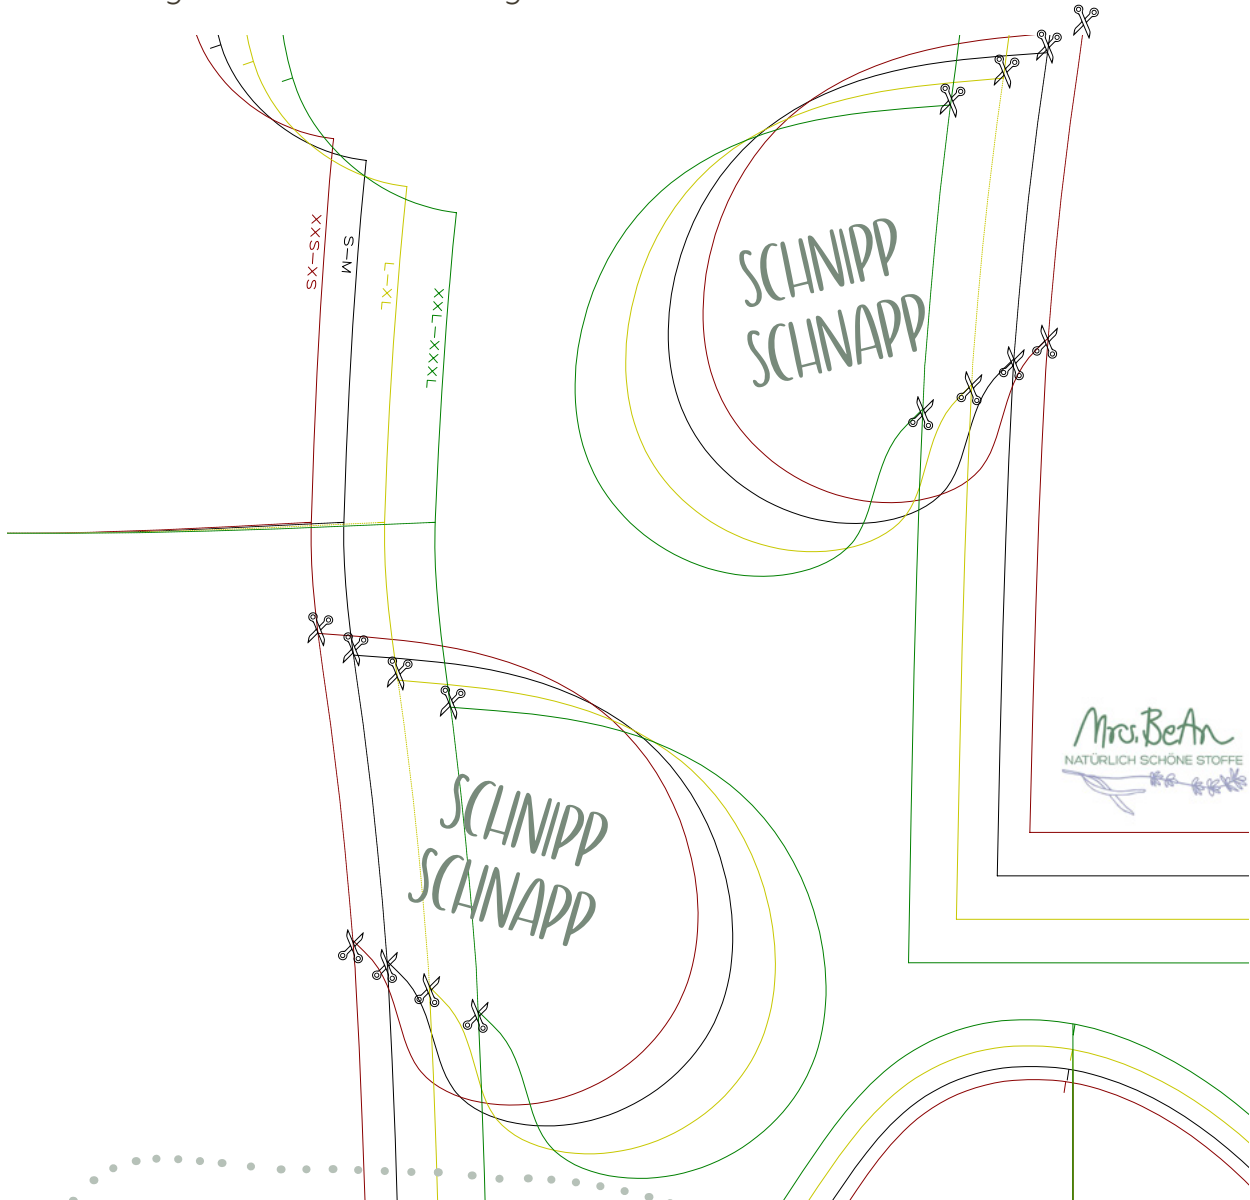 SCHNIPP
SCHNAPP
XXS–XS
S–M
L–XL
XXL–XXXL
Mrs. BeAn
NATÜRLICH SCHÖNE STOFFE
SCHNIPP
SCHNAPP